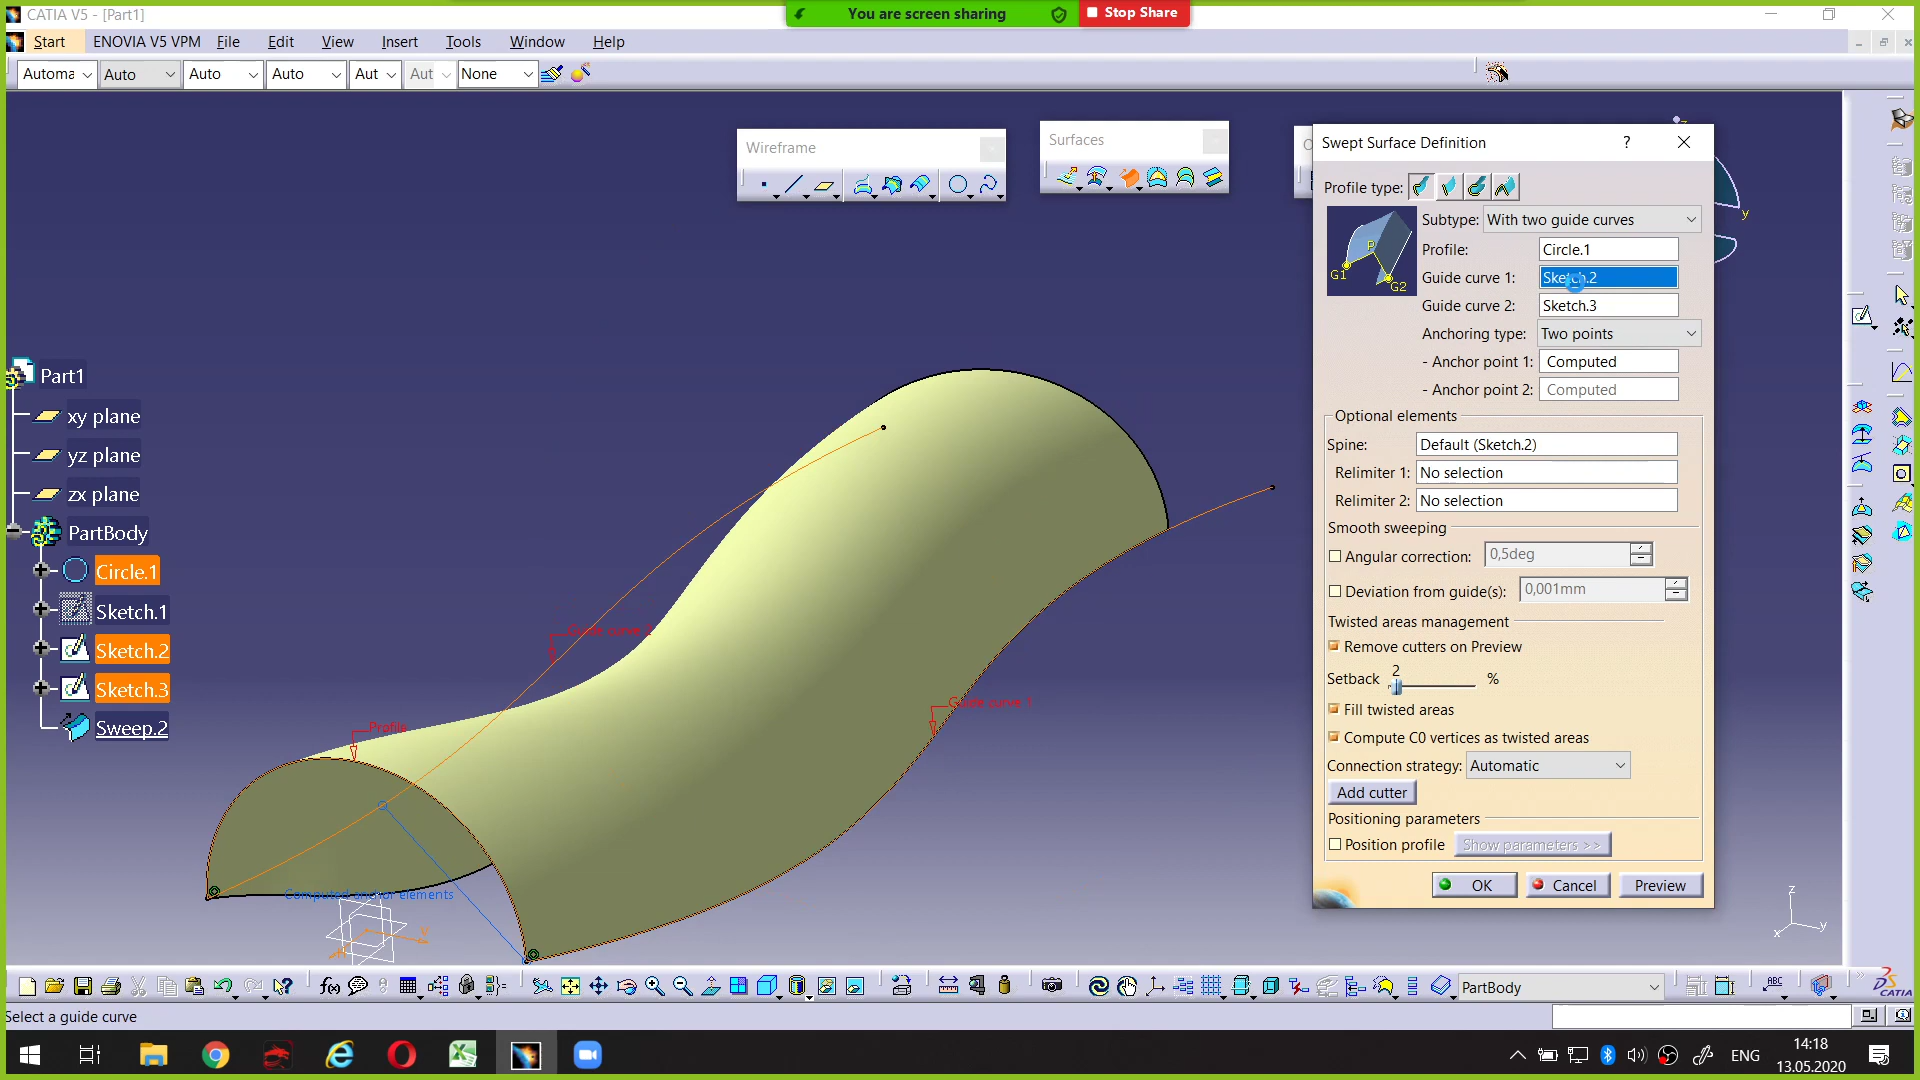 CATIA V5 - [Part1]
You are screen sharing
Stop Share
Start
ENOVIA V5 VPM
File
Edit
View
Insert
Tools
Window
Help
Automa
Auto
Auto
Auto
Aut
Aut
None
Wireframe
Surfaces
Swept Surface Definition
?
Profile type:
Subtype: With two guide curves
Profile: Circle.1
Guide curve 1: Sketch.2
Guide curve 2: Sketch.3
Anchoring type: Two points
- Anchor point 1: Computed
- Anchor point 2: Computed
Optional elements
Spine: Default (Sketch.2)
Relimiter 1: No selection
Relimiter 2: No selection
Smooth sweeping
Angular correction: 0,5deg
Deviation from guide(s): 0,001mm
Twisted areas management
Remove cutters on Preview
2
Setback %
Fill twisted areas
Compute C0 vertices as twisted areas
Connection strategy: Automatic
Add cutter
Positioning parameters
Position profile Show parameters >>
OK Cancel Preview
P
G1
G2
z
y
Part1
xy plane
yz plane
zx plane
PartBody
Circle.1
Sketch.1
Sketch.2
Sketch.3
Sweep.2
Guide curve 2
Guide curve 1
Profile
Computed anchor elements
z
x
y
PartBody
CATIA
Select a guide curve
ENG
14:18
13.05.2020